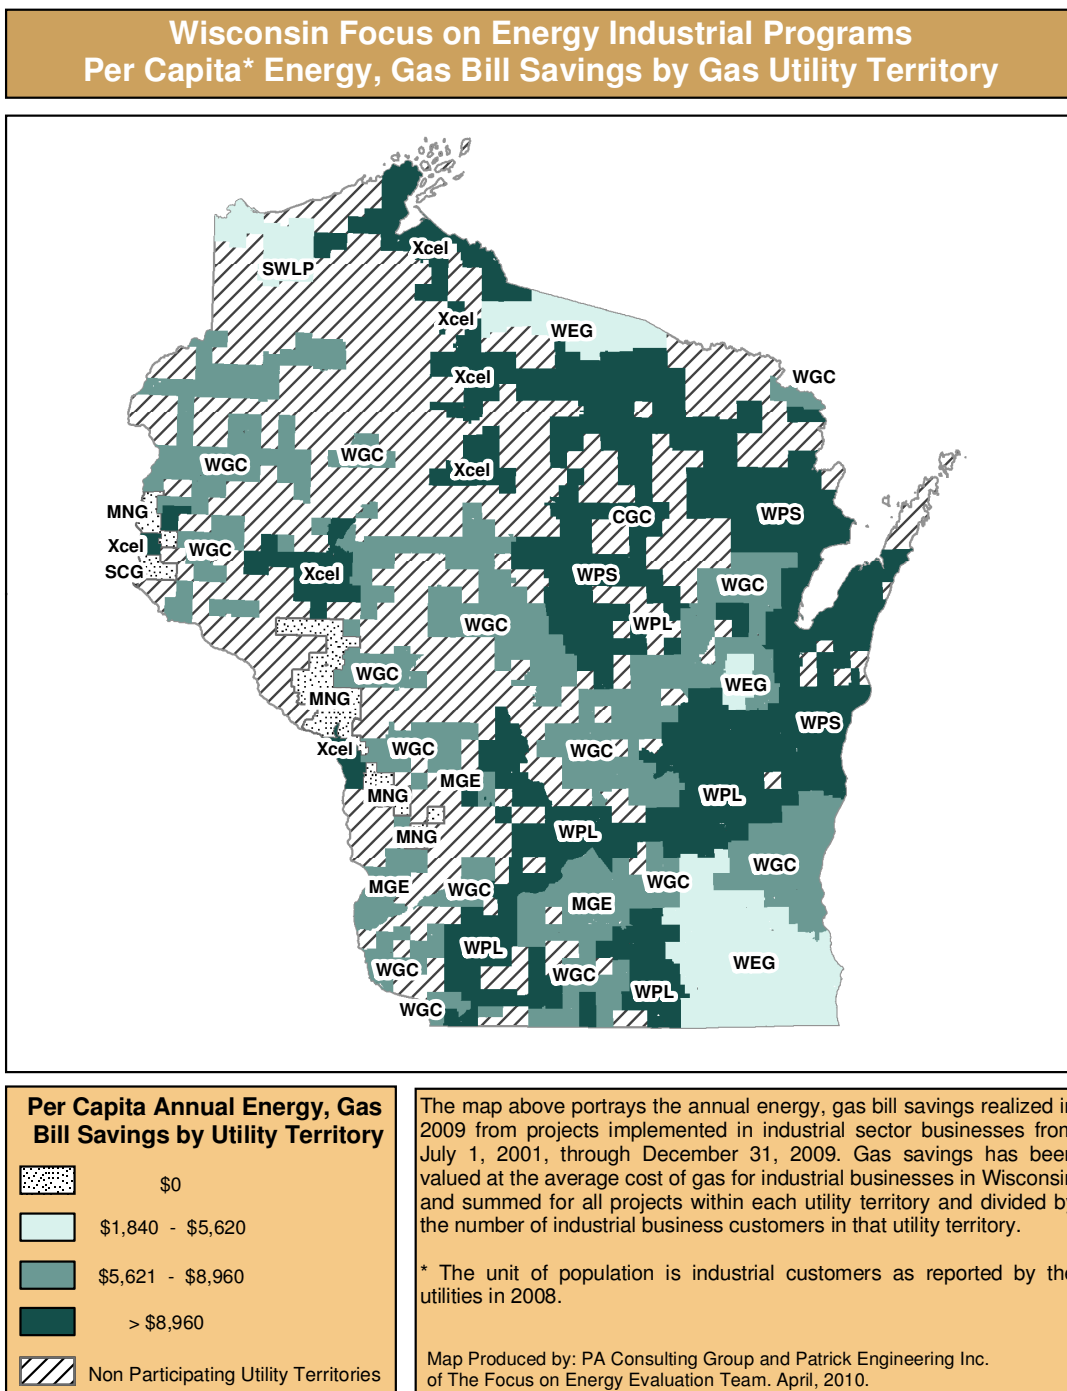 Wisconsin Focus on Energy Industrial Programs
Per Capita* Energy, Gas Bill Savings by Gas Utility Territory
Xcel
SWLP
Xcel
WEG
Xcel
WGC
WGC
WGC
Xcel
MNG
CGC
WPS
Xcel
WGC
SCG
Xcel
WPS
WGC
WGC
WPL
WGC
MNG
WEG
WPS
Xcel
WGC
WGC
MGE
MNG
WPL
MNG
WPL
WGC
MGE
WGC
WGC
MGE
WPL
WGC
WGC
WEG
WPL
WGC
Per Capita Annual Energy, Gas
Bill Savings by Utility Territory
$0
$1,840 - $5,620
$5,621 - $8,960
> $8,960
Non Participating Utility Territories
The map above portrays the annual energy, gas bill savings realized
2009 from projects implemented in industrial sector businesses
July 1, 2001, through December 31, 2009. Gas savings has been
valued at the average cost of gas for industrial businesses in Wisconsin
and summed for all projects within each utility territory and divided
the number of industrial business customers in that utility territory.
* The unit of population is industrial customers as reported by the
utilities in 2008.
Map Produced by: PA Consulting Group and Patrick Engineering Inc.
of The Focus on Energy Evaluation Team. April, 2010.